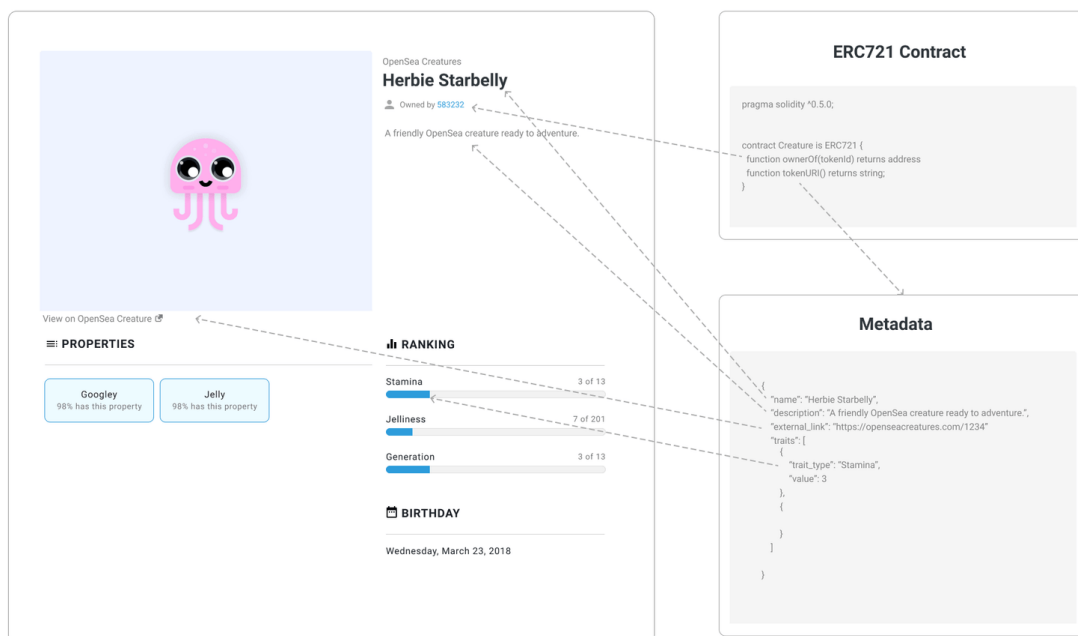 OpenSea Creatures
Herbie Starbelly
Owned by 583232
A friendly OpenSea creature ready to adventure.
View on OpenSea Creature
PROPERTIES
Googley
98% has this property
Jelly
98% has this property
RANKING
Stamina 3 of 13
Jelliness 7 of 201
Generation 3 of 13
BIRTHDAY
Wednesday, March 23, 2018
ERC721 Contract
pragma solidity ^0.5.0;
contract Creature is ERC721 {
function ownerOf(tokenId) returns address
function tokenURI() returns string;
}
Metadata
{
"name": "Herbie Starbelly",
"description": "A friendly OpenSea creature ready to adventure.",
"external_link": "https://openseacreatures.com/1234"
"traits": [
{
"trait_type": "Stamina",
"value": 3
},
{
}
]
}